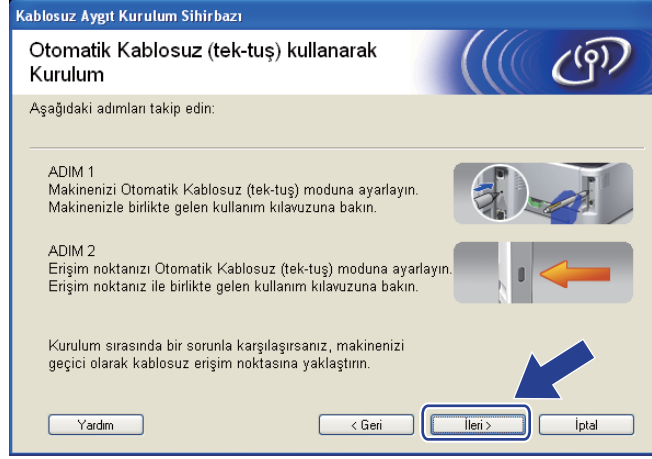 Kablosuz Aygıt Kurulum Sihirbazı
Otomatik Kablosuz (tek-tuş) kullanarak
Kurulum
Aşağıdaki adımları takip edin:
ADIM 1
Makinenizi Otomatik Kablosuz (tek-tuş) moduna ayarlayın.
Makinenizle birlikte gelen kullanım kılavuzuna bakın.
ADIM 2
Erişim noktanızı Otomatik Kablosuz (tek-tuş) moduna ayarlayın.
Erişim noktanız ile birlikte gelen kullanım kılavuzuna bakın.
Kurulum sırasında bir sorunla karşılaşırsanız, makinenizi
geçici olarak kablosuz erişim noktasına yaklaştırın.
Yardım < Geri İleri > İptal